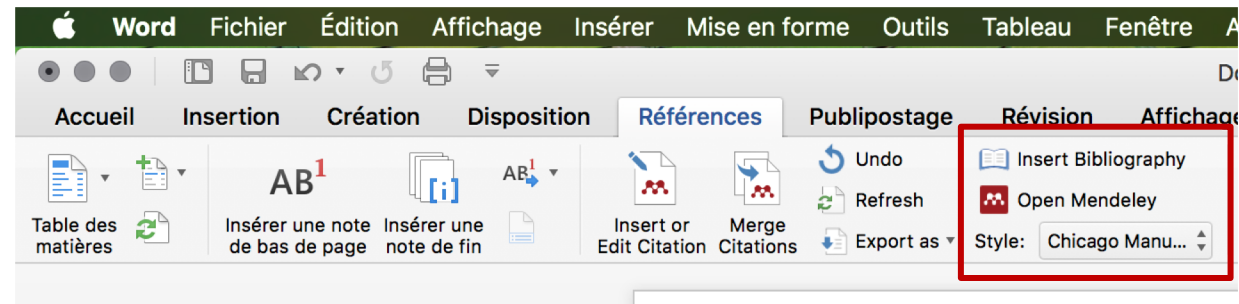 Word Fichier Édition Affichage Insérer Mise en forme Outils Tableau Fenêtre
Accueil Insertion Création Disposition Références Publipostage Révision Affichage
Table des
matières
AB1
Insérer une note
de bas de page
[i]
Insérer une
note de fin
AB1
Insert or
Edit Citation
Merge
Citations
Undo
Refresh
Export as
Insert Bibliography
Open Mendeley
Style: Chicago Manu...